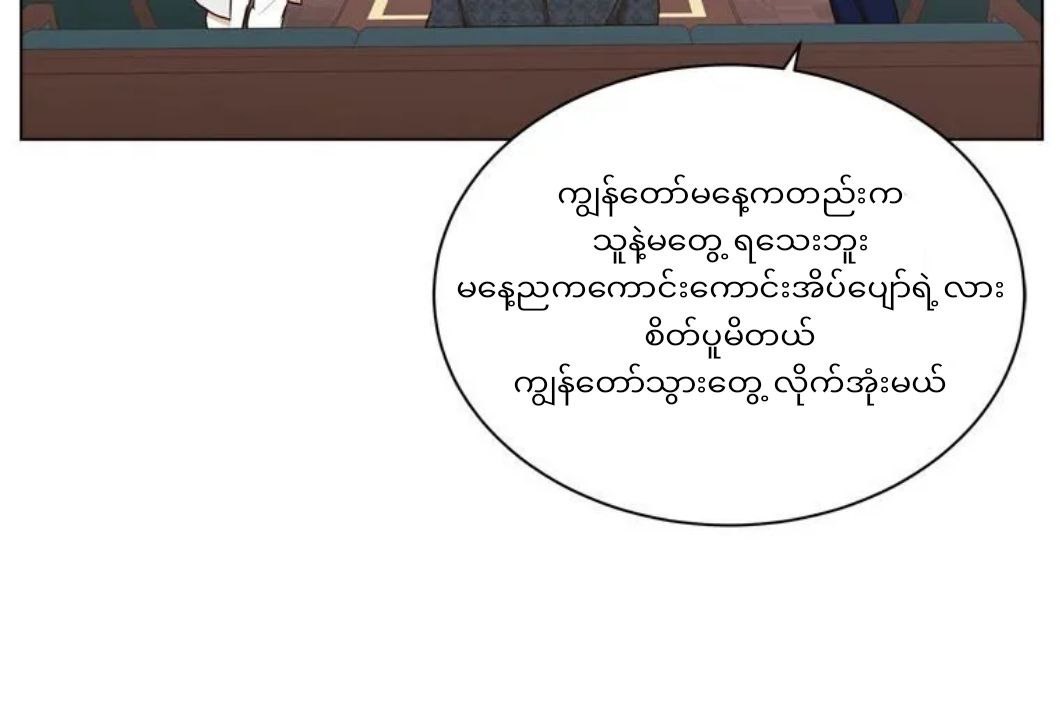 ကျွန်တော်မနေ့ကတည်းက
သူနဲ့မတွေ့ ရသေးဘူး
မနေ့ညကကောင်းကောင်းအိပ်ပျော်ရဲ့ လား
စိတ်ပူမိတယ်
ကျွန်တော်သွားတွေ့ လိုက်အုံးမယ်